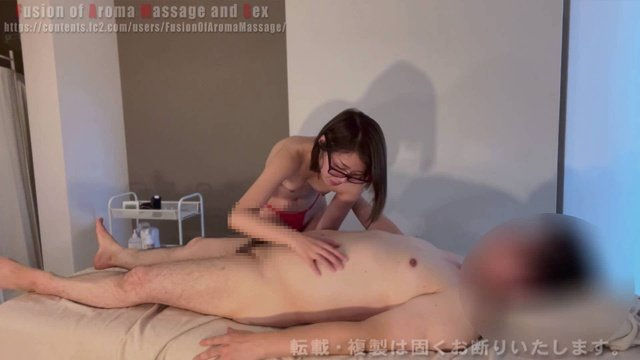 Fusion of Aroma Massage and Sex
https://contents.fc2.com/users/FusionOfAromaMassage/
転載・複製は固くお断りいたします。